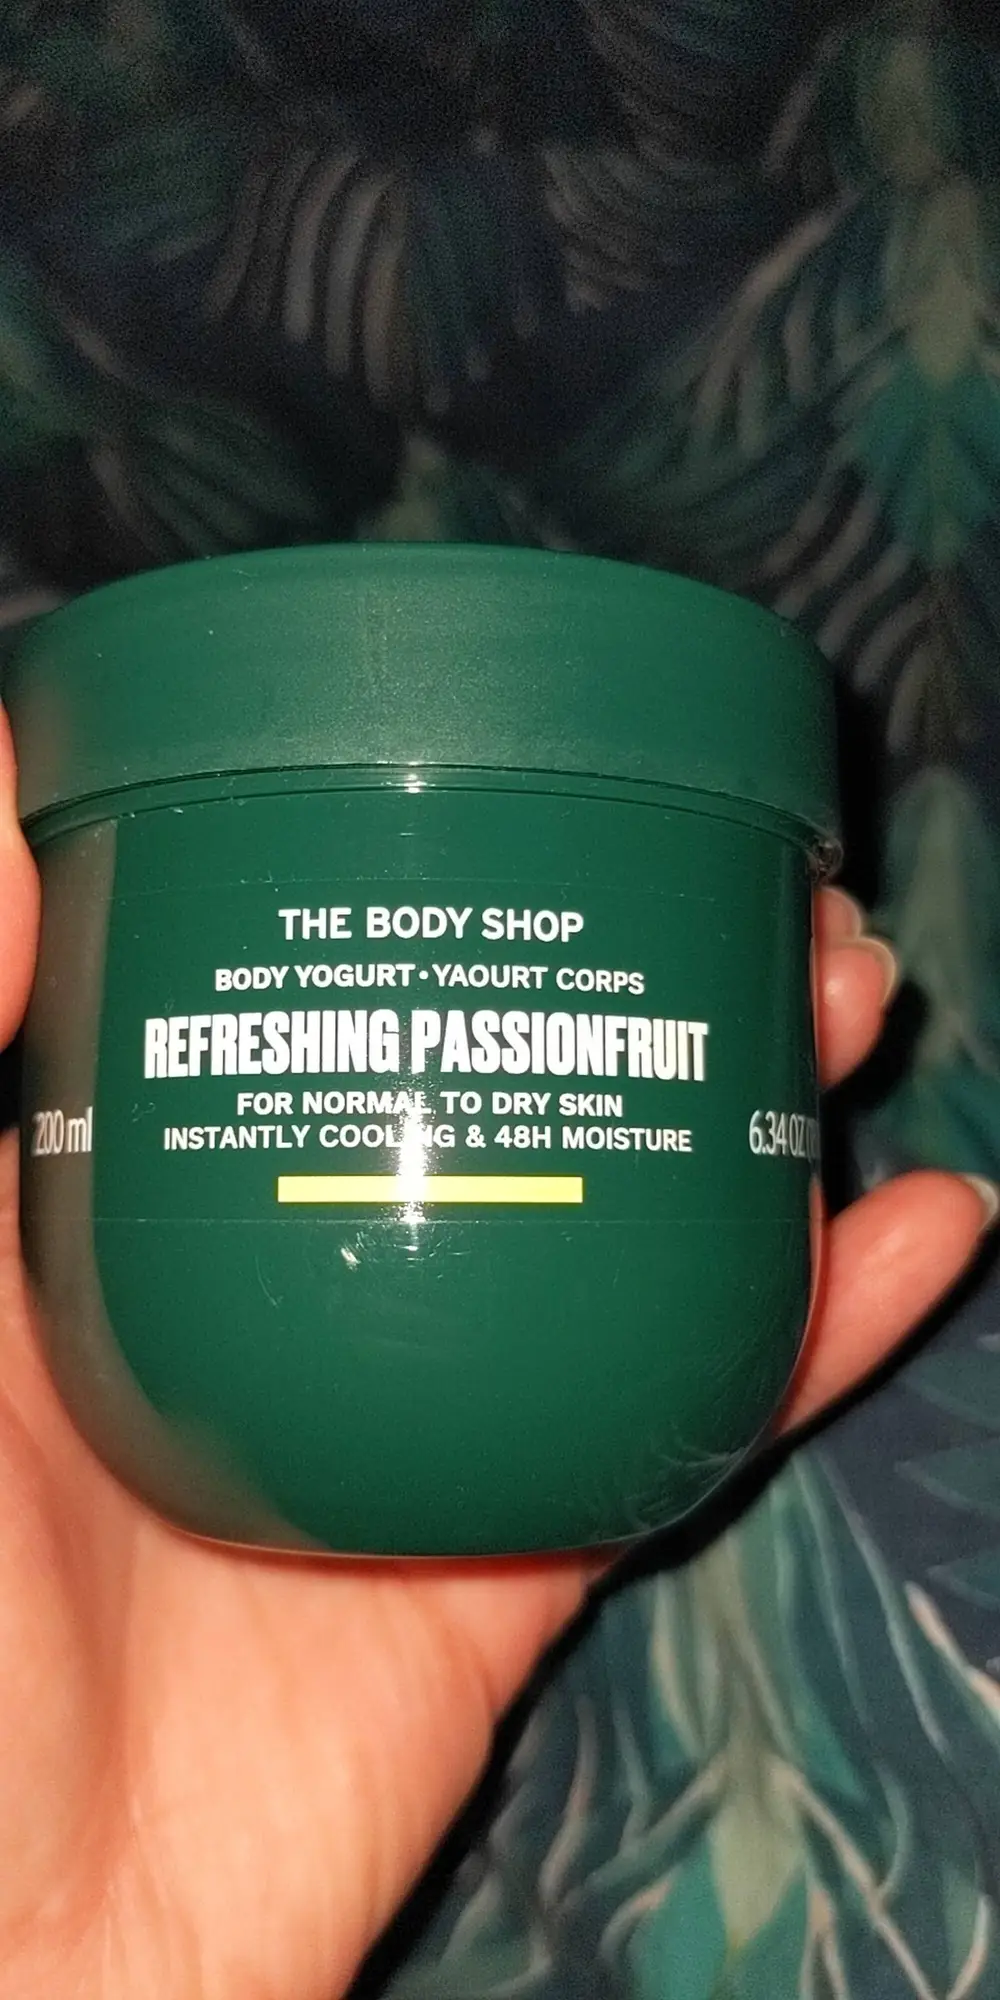 THE BODY SHOP
BODY YOGURT • YAOURT CORPS
REFRESHING PASSIONFRUIT
FOR NORMAL TO DRY SKIN
INSTANTLY COOLING & 48H MOISTURE
200 ml
6.34 OZ